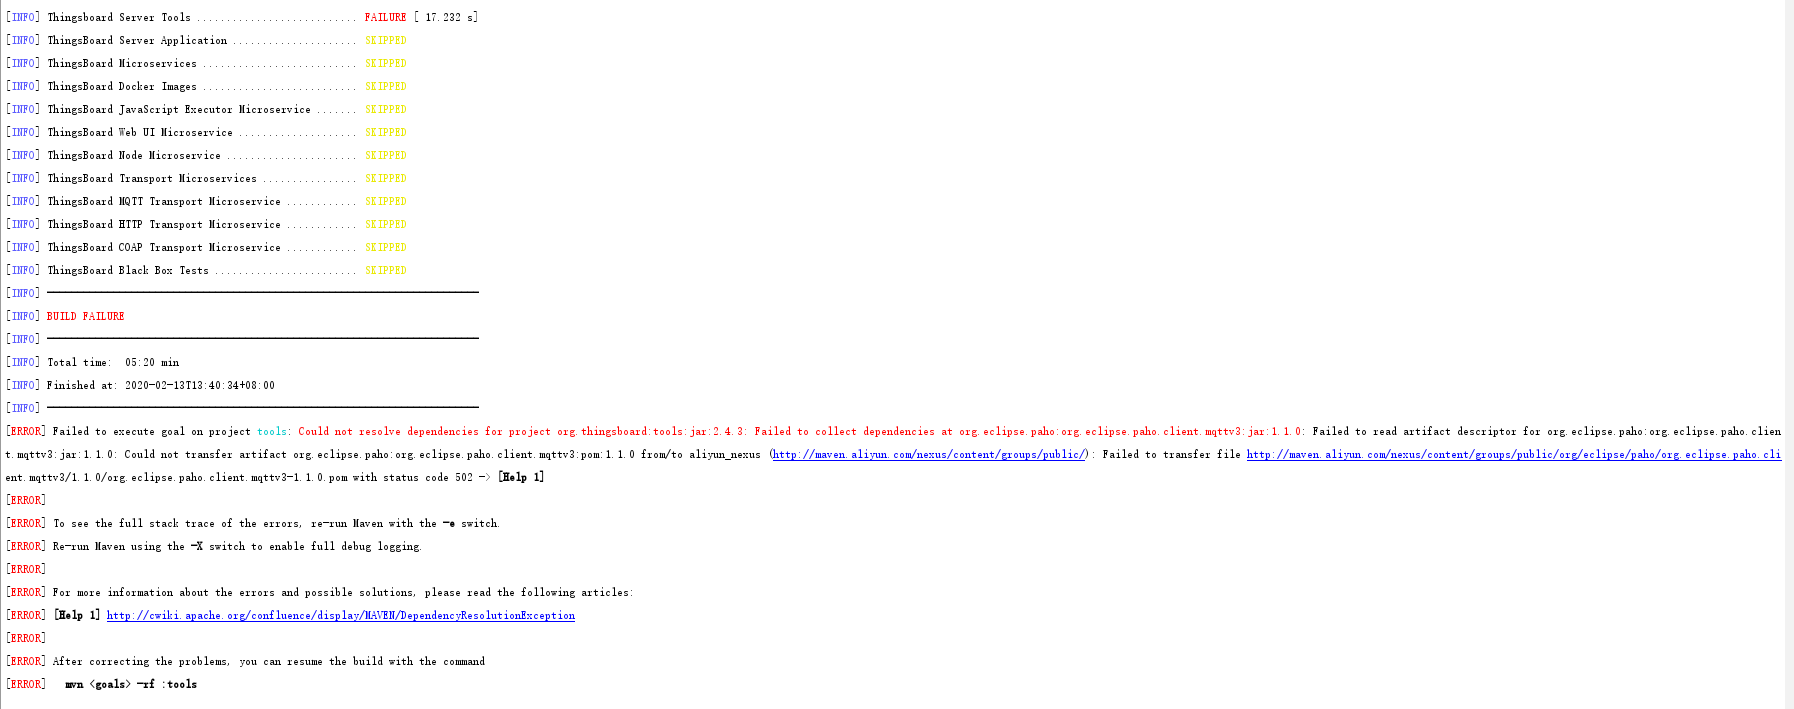 [INFO] Thingsboard Server Tools ........................... FAILURE [ 17.232 s]
[INFO] ThingsBoard Server Application ..................... SKIPPED
[INFO] ThingsBoard Microservices .......................... SKIPPED
[INFO] ThingsBoard Docker Images .......................... SKIPPED
[INFO] ThingsBoard JavaScript Executor Microservice ....... SKIPPED
[INFO] ThingsBoard Web UI Microservice .................... SKIPPED
[INFO] ThingsBoard Node Microservice ...................... SKIPPED
[INFO] ThingsBoard Transport Microservices ................ SKIPPED
[INFO] ThingsBoard MQTT Transport Microservice ............ SKIPPED
[INFO] ThingsBoard HTTP Transport Microservice ............ SKIPPED
[INFO] ThingsBoard COAP Transport Microservice ............ SKIPPED
[INFO] ThingsBoard Black Box Tests ........................ SKIPPED
[INFO] ------------------------------------------------------------------------
[INFO] BUILD FAILURE
[INFO] ------------------------------------------------------------------------
[INFO] Total time:  05:20 min
[INFO] Finished at: 2020-02-13T13:40:34+08:00
[INFO] ------------------------------------------------------------------------
[ERROR] Failed to execute goal on project tools: Could not resolve dependencies for project org.thingsboard:tools:jar:2.4.3: Failed to collect dependencies at org.eclipse.paho:org.eclipse.paho.client.mqttv3:jar:1.1.0: Failed to read artifact descriptor for org.eclipse.paho:org.eclipse.paho.clien
t.mqttv3:jar:1.1.0: Could not transfer artifact org.eclipse.paho:org.eclipse.paho.client.mqttv3:pom:1.1.0 from/to aliyun_nexus (http://maven.aliyun.com/nexus/content/groups/public/): Failed to transfer file http://maven.aliyun.com/nexus/content/groups/public/org/eclipse/paho/org.eclipse.paho.cli
ent.mqttv3/1.1.0/org.eclipse.paho.client.mqttv3-1.1.0.pom with status code 502 -> [Help 1]
[ERROR]
[ERROR] To see the full stack trace of the errors, re-run Maven with the -e switch.
[ERROR] Re-run Maven using the -X switch to enable full debug logging.
[ERROR]
[ERROR] For more information about the errors and possible solutions, please read the following articles:
[ERROR] [Help 1] http://cwiki.apache.org/confluence/display/MAVEN/DependencyResolutionException
[ERROR]
[ERROR] After correcting the problems, you can resume the build with the command
[ERROR]   mvn <goals> -rf :tools